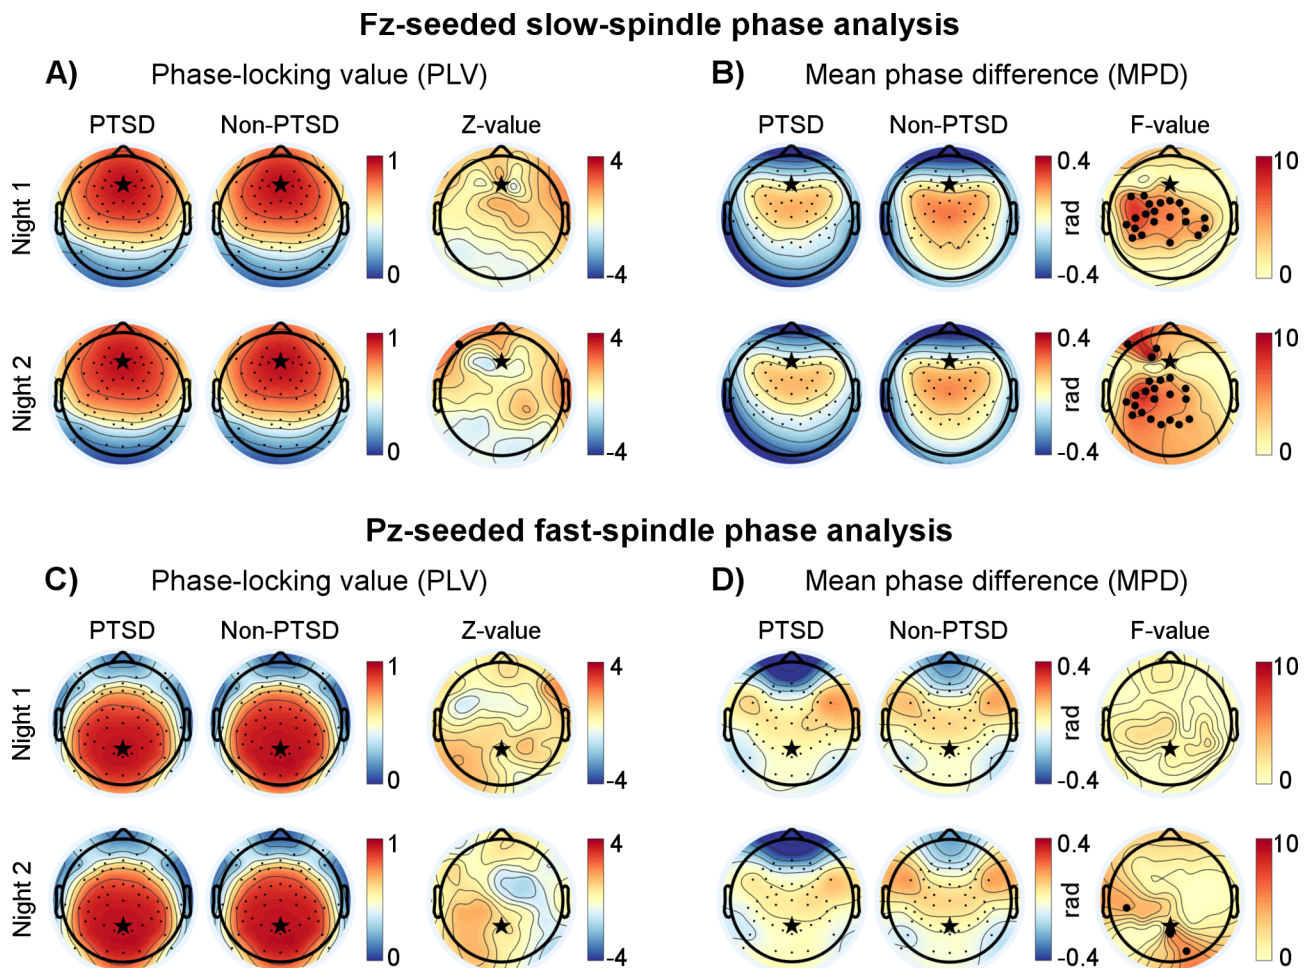 Fz-seeded slow-spindle phase analysis
A) Phase-locking value (PLV)
B) Mean phase difference (MPD)
PTSD Non-PTSD Z-value
PTSD Non-PTSD F-value
Night 1
1
0
4
-4
0.4
rad
-0.4
10
0
Night 2
1
0
4
-4
0.4
rad
-0.4
10
0
Pz-seeded fast-spindle phase analysis
C) Phase-locking value (PLV)
D) Mean phase difference (MPD)
PTSD Non-PTSD Z-value
PTSD Non-PTSD F-value
Night 1
1
0
4
-4
0.4
rad
-0.4
10
0
Night 2
1
0
4
-4
0.4
rad
-0.4
10
0